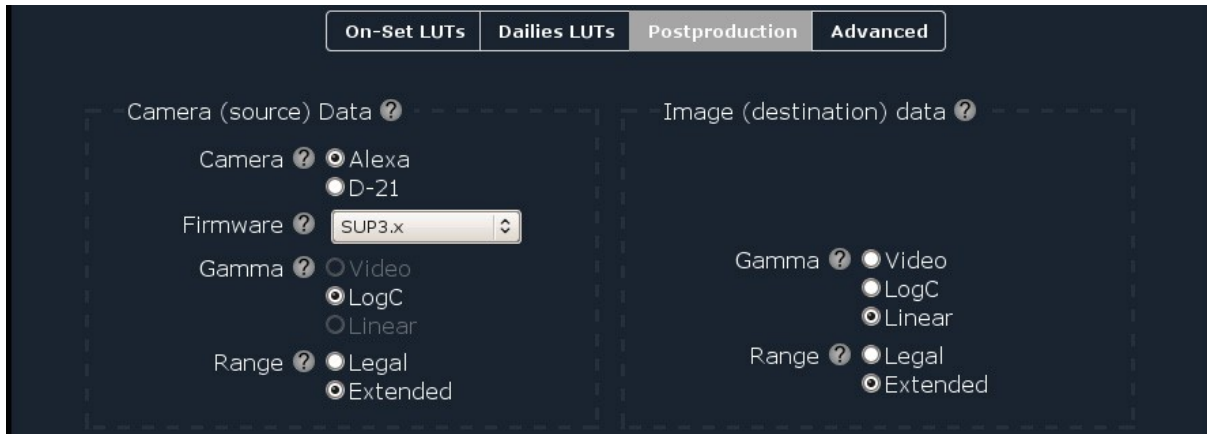 On-Set LUTs Dailies LUTs Postproduction Advanced
Camera (source) Data ?
Camera ? Alexa
D-21
Firmware ? SUP3.x
Gamma ? Video
LogC
Linear
Range ? Legal
Extended
Image (destination) data ?
Gamma ? Video
LogC
Linear
Range ? Legal
Extended